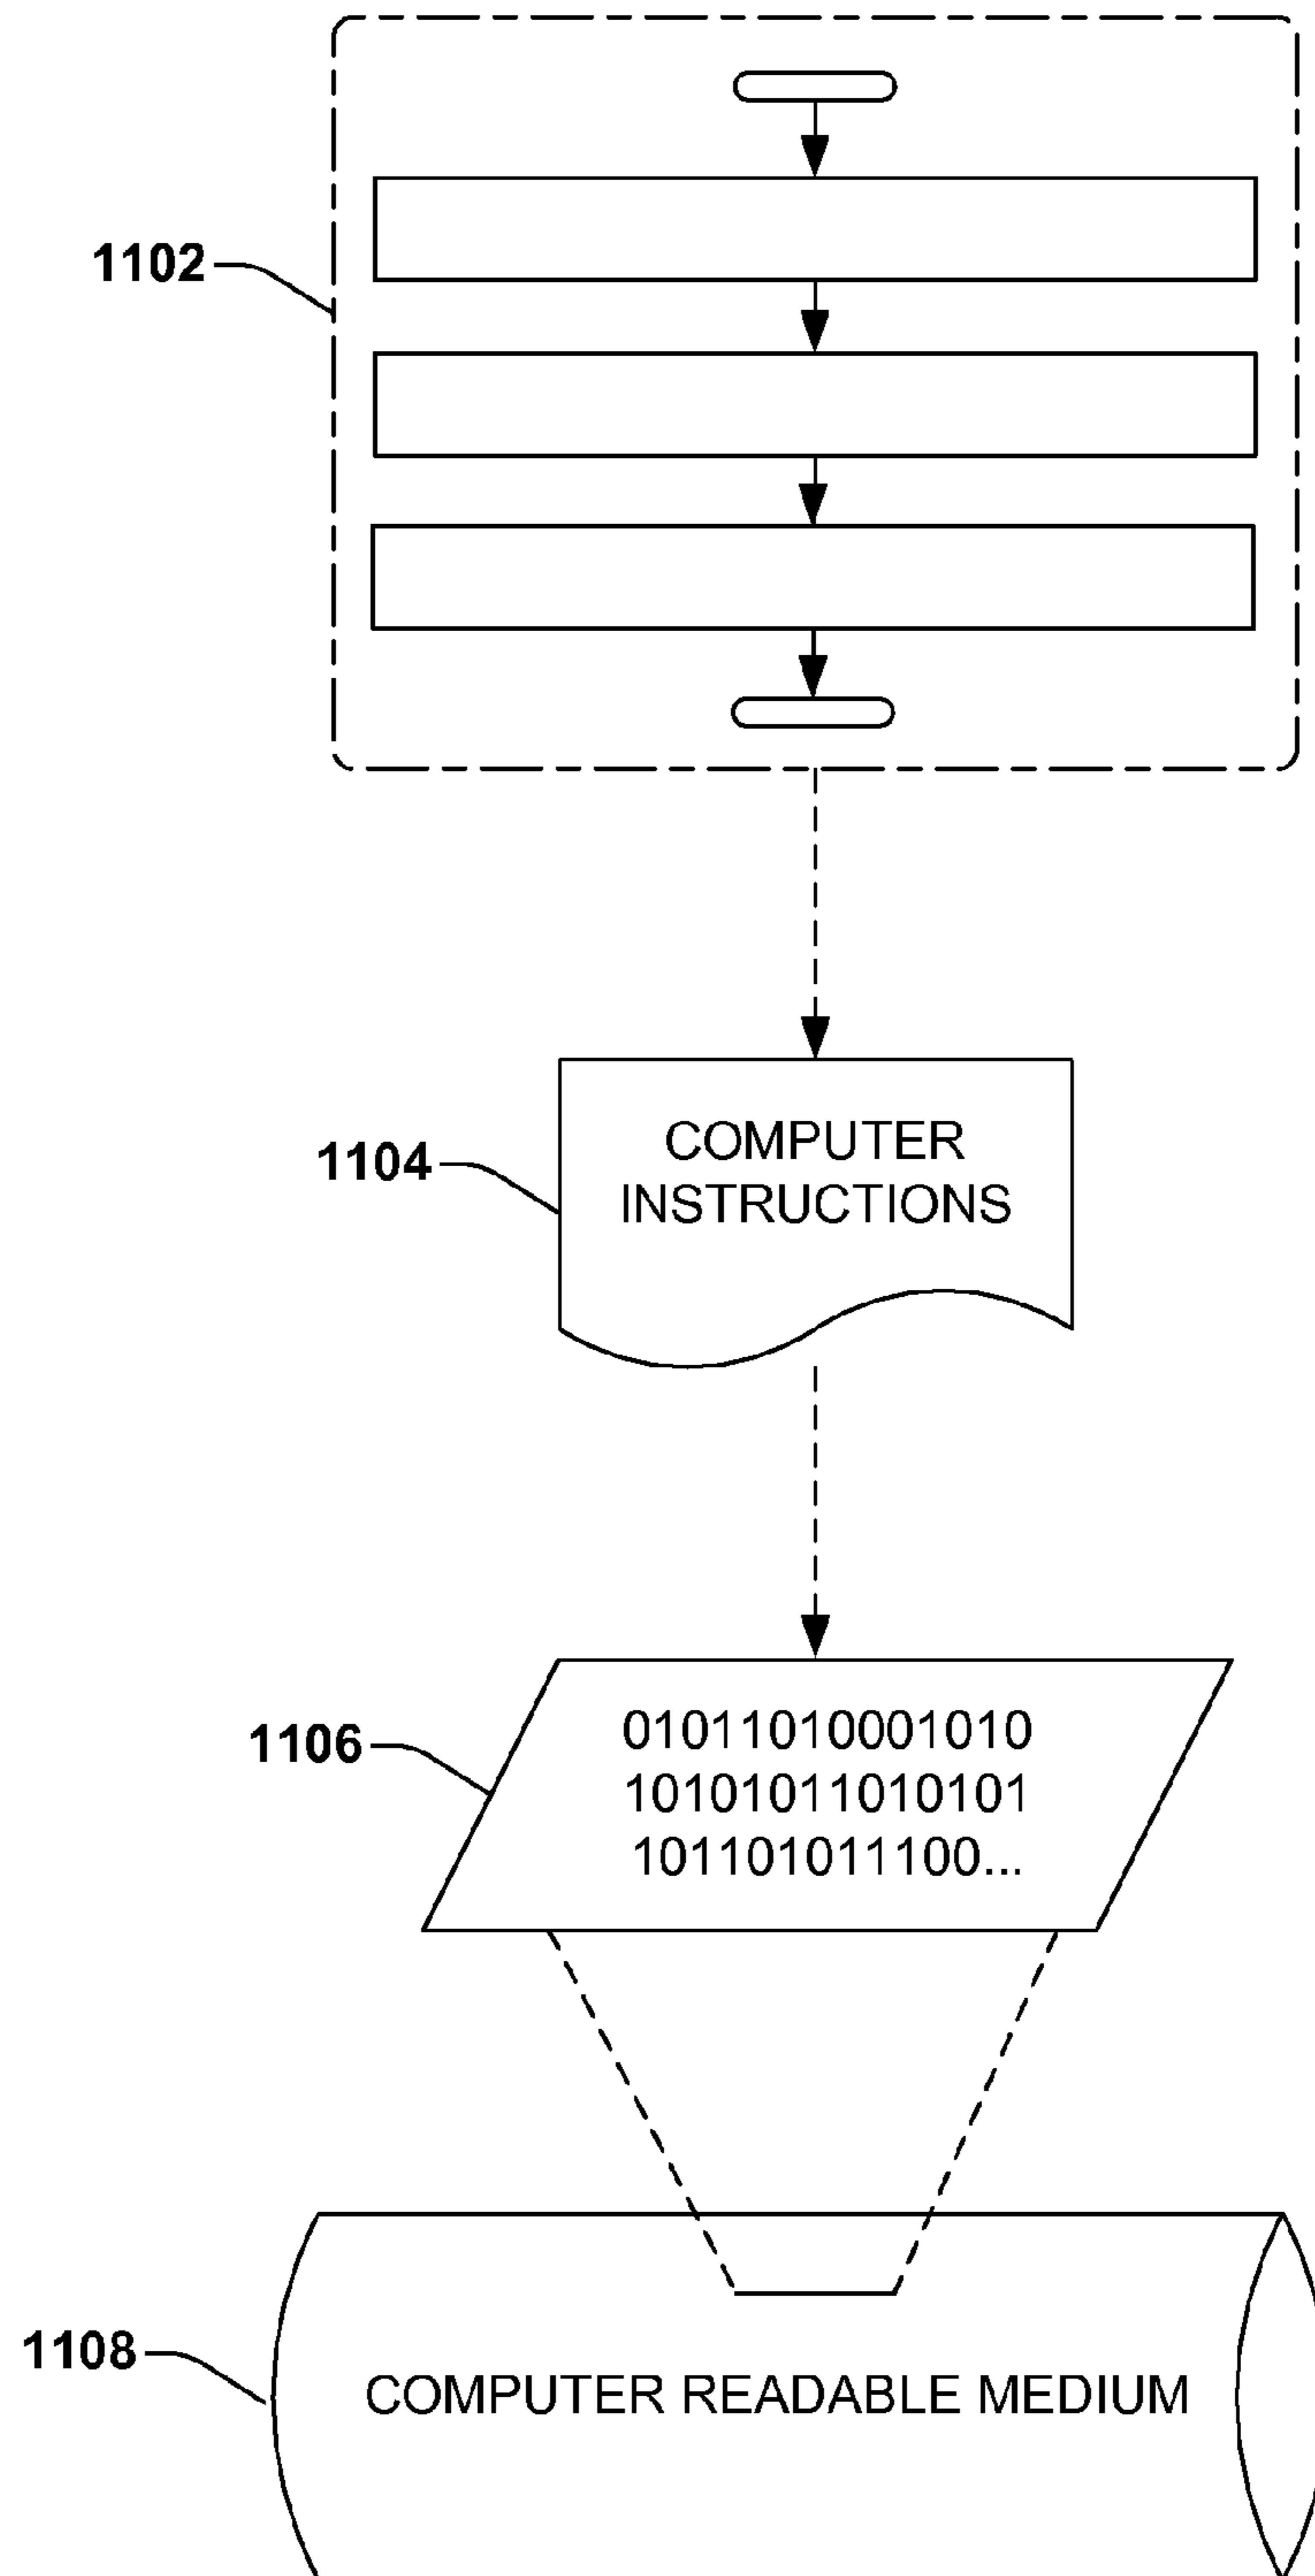 1102
1104
COMPUTER
INSTRUCTIONS
1106
01011010001010
10101011010101
101101011100...
1108
COMPUTER READABLE MEDIUM